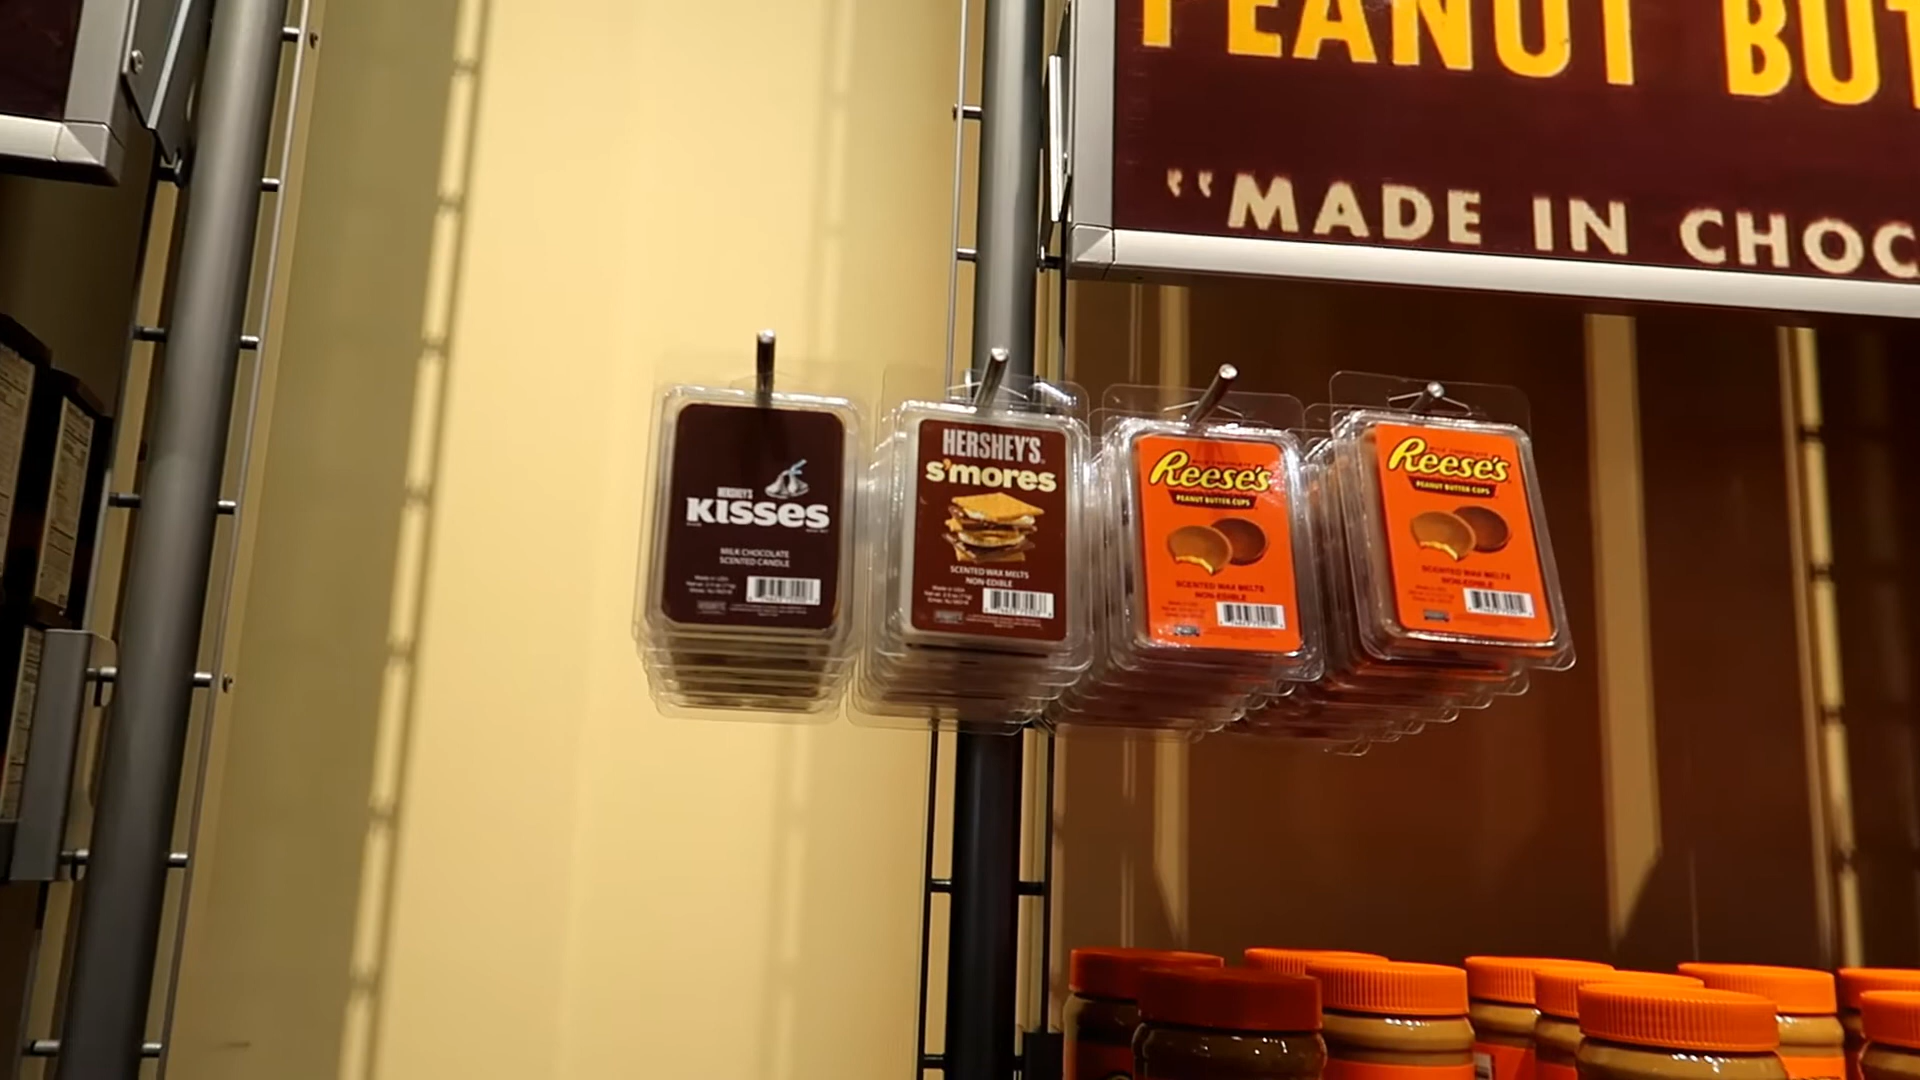 PEANUT BUT
"MADE IN CHOC
HERSHEY'S
KISSES
MILK CHOCOLATE
SCENTED CANDLE
HERSHEY'S
s'mores
SCENTED WAX MELTS
NON-EDIBLE
Reese's
PEANUT BUTTER CUPS
SCENTED WAX MELTS
NON-EDIBLE
Reese's
PEANUT BUTTER CUPS
SCENTED WAX MELTS
NON-EDIBLE